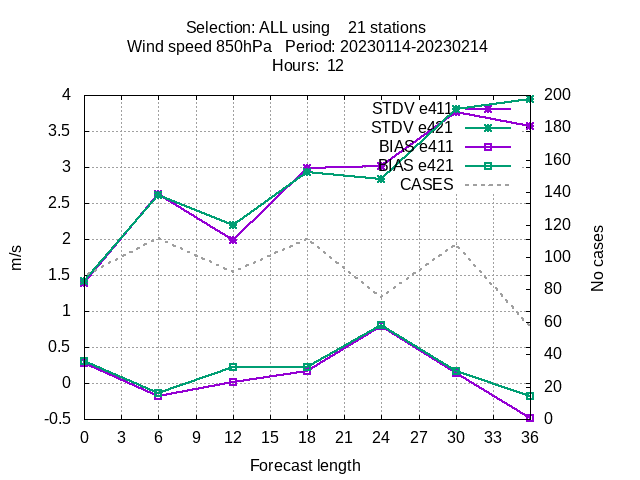 Selection: ALL using    21 stations
Wind speed 850hPa   Period: 20230114-20230214
Hours:  12
STDV e411
STDV e421
BIAS e411
BIAS e421
CASES
4
3.5
3
2.5
2
1.5
1
0.5
0
-0.5
m/s
200
180
160
140
120
100
80
60
40
20
0
No cases
0 3 6 9 12 15 18 21 24 27 30 33 36
Forecast length